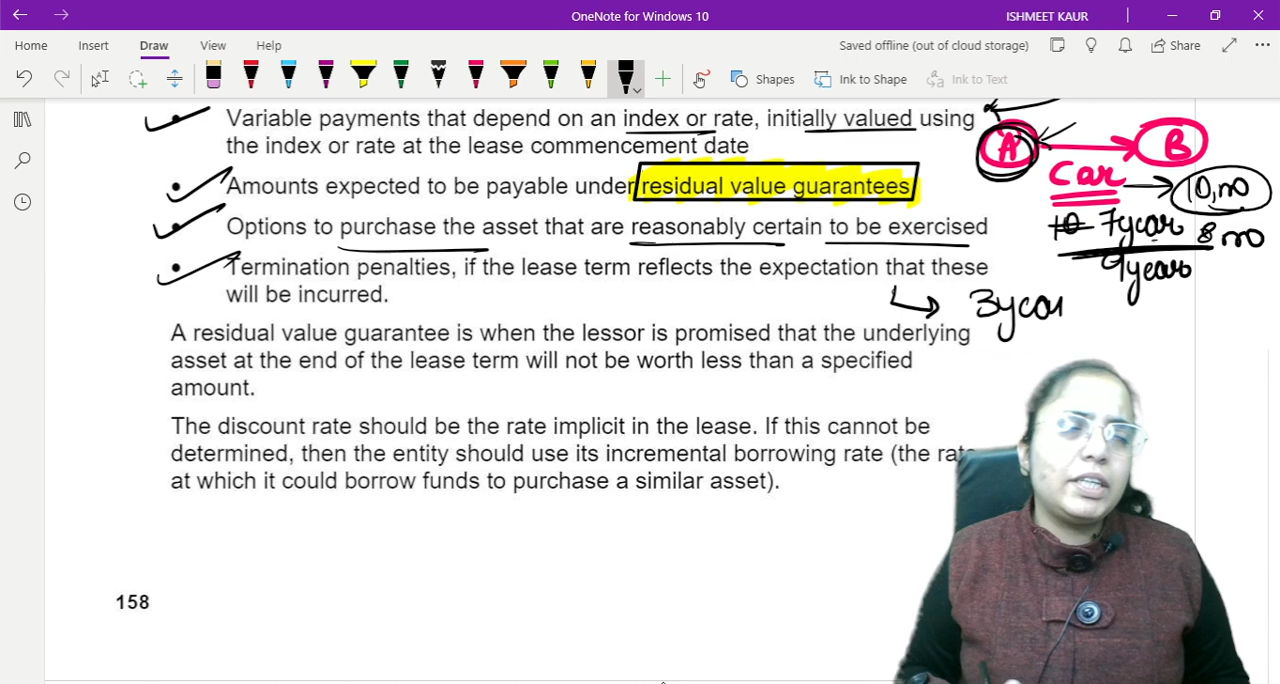 OneNote for Windows 10
ISHMEET KAUR
Home Insert Draw View Help
Saved offline (out of cloud storage)
Share
Shapes
Ink to Shape
Ink to Text
Variable payments that depend on an index or rate, initially valued using
the index or rate at the lease commencement date
Amounts expected to be payable under residual value guarantees
Options to purchase the asset that are reasonably certain to be exercised
Termination penalties, if the lease term reflects the expectation that these
will be incurred.
A residual value guarantee is when the lessor is promised that the underlying
asset at the end of the lease term will not be worth less than a specified
amount.
The discount rate should be the rate implicit in the lease. If this cannot be
determined, then the entity should use its incremental borrowing rate (the rate
at which it could borrow funds to purchase a similar asset).
158
A B
Car
10,000
10 7year
8000
9years
3year